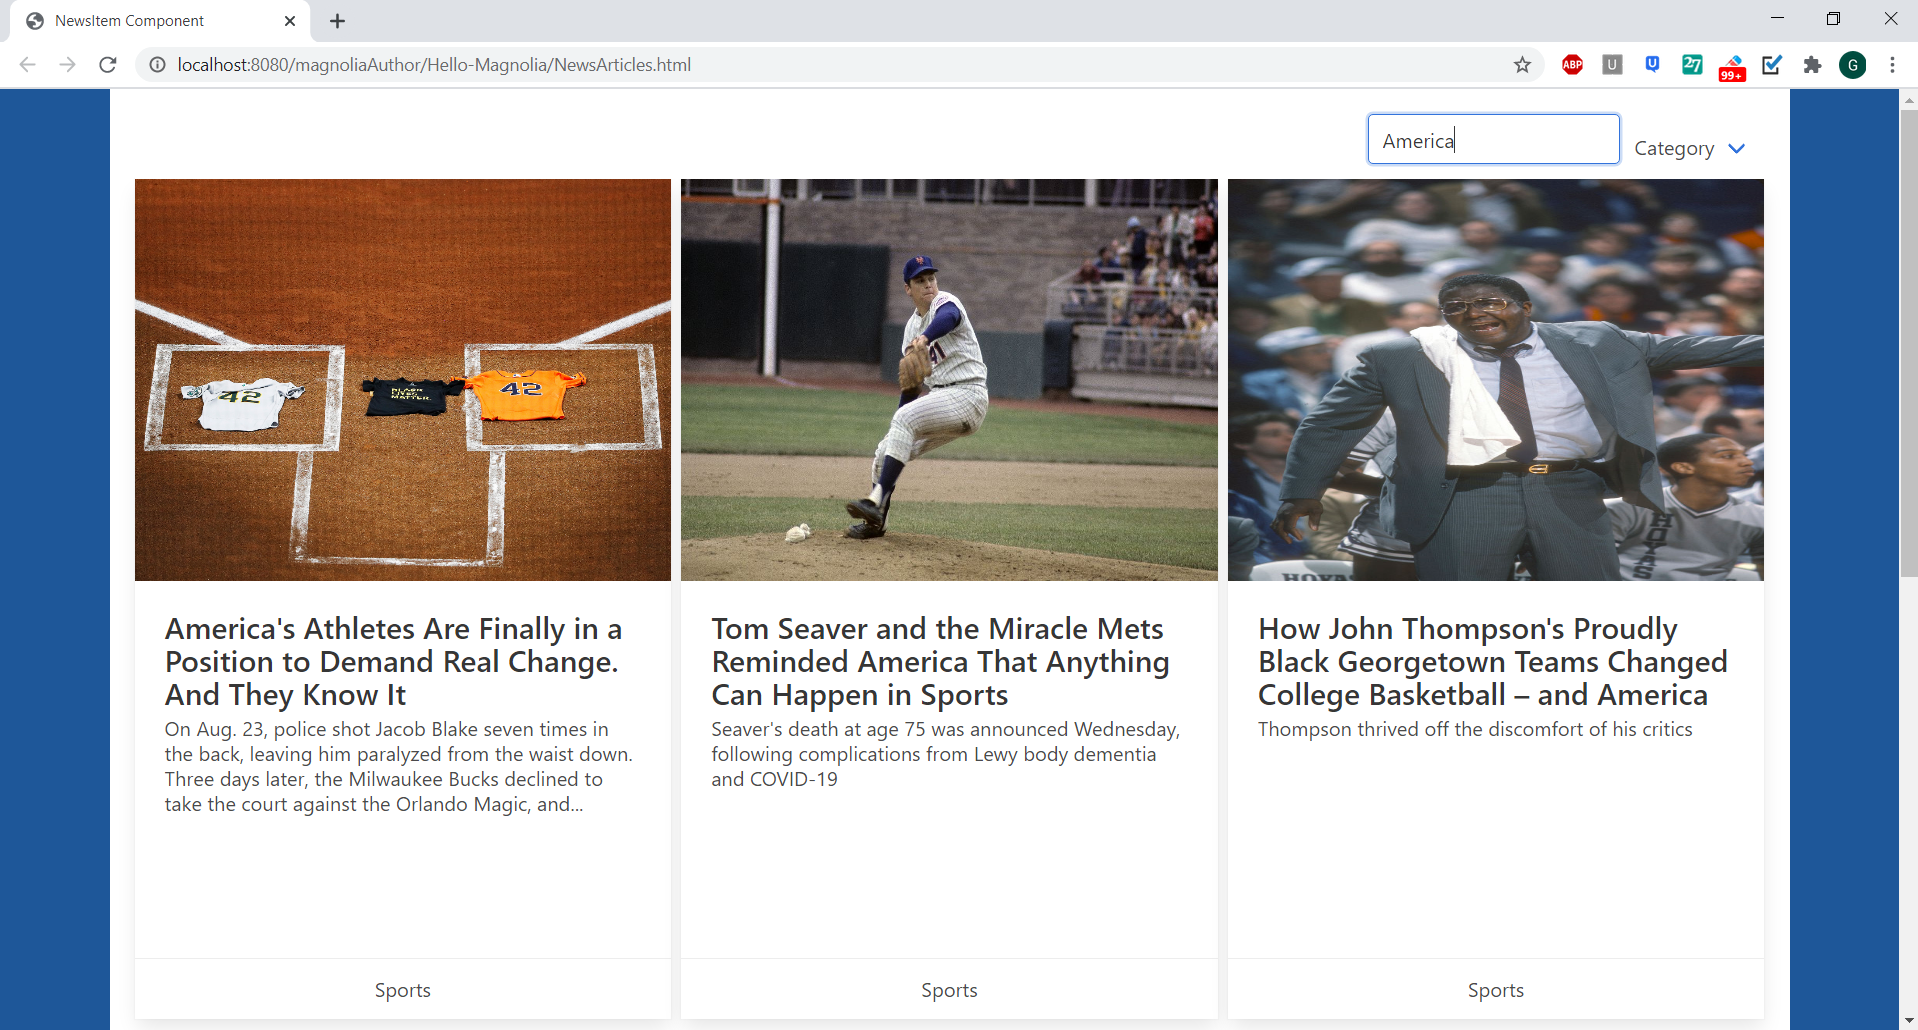 NewsItem Component
localhost:8080/magnoliaAuthor/Hello-Magnolia/NewsArticles.html
ABP
U
U
27
99+
G
America
Category
42
BLACK
LIVES
MATTER.
42
41
HOYAS
HOYAS
America's Athletes Are Finally in a
Position to Demand Real Change.
And They Know It
On Aug. 23, police shot Jacob Blake seven times in
the back, leaving him paralyzed from the waist down.
Three days later, the Milwaukee Bucks declined to
take the court against the Orlando Magic, and...
Sports
Tom Seaver and the Miracle Mets
Reminded America That Anything
Can Happen in Sports
Seaver's death at age 75 was announced Wednesday,
following complications from Lewy body dementia
and COVID-19
Sports
How John Thompson's Proudly
Black Georgetown Teams Changed
College Basketball – and America
Thompson thrived off the discomfort of his critics
Sports